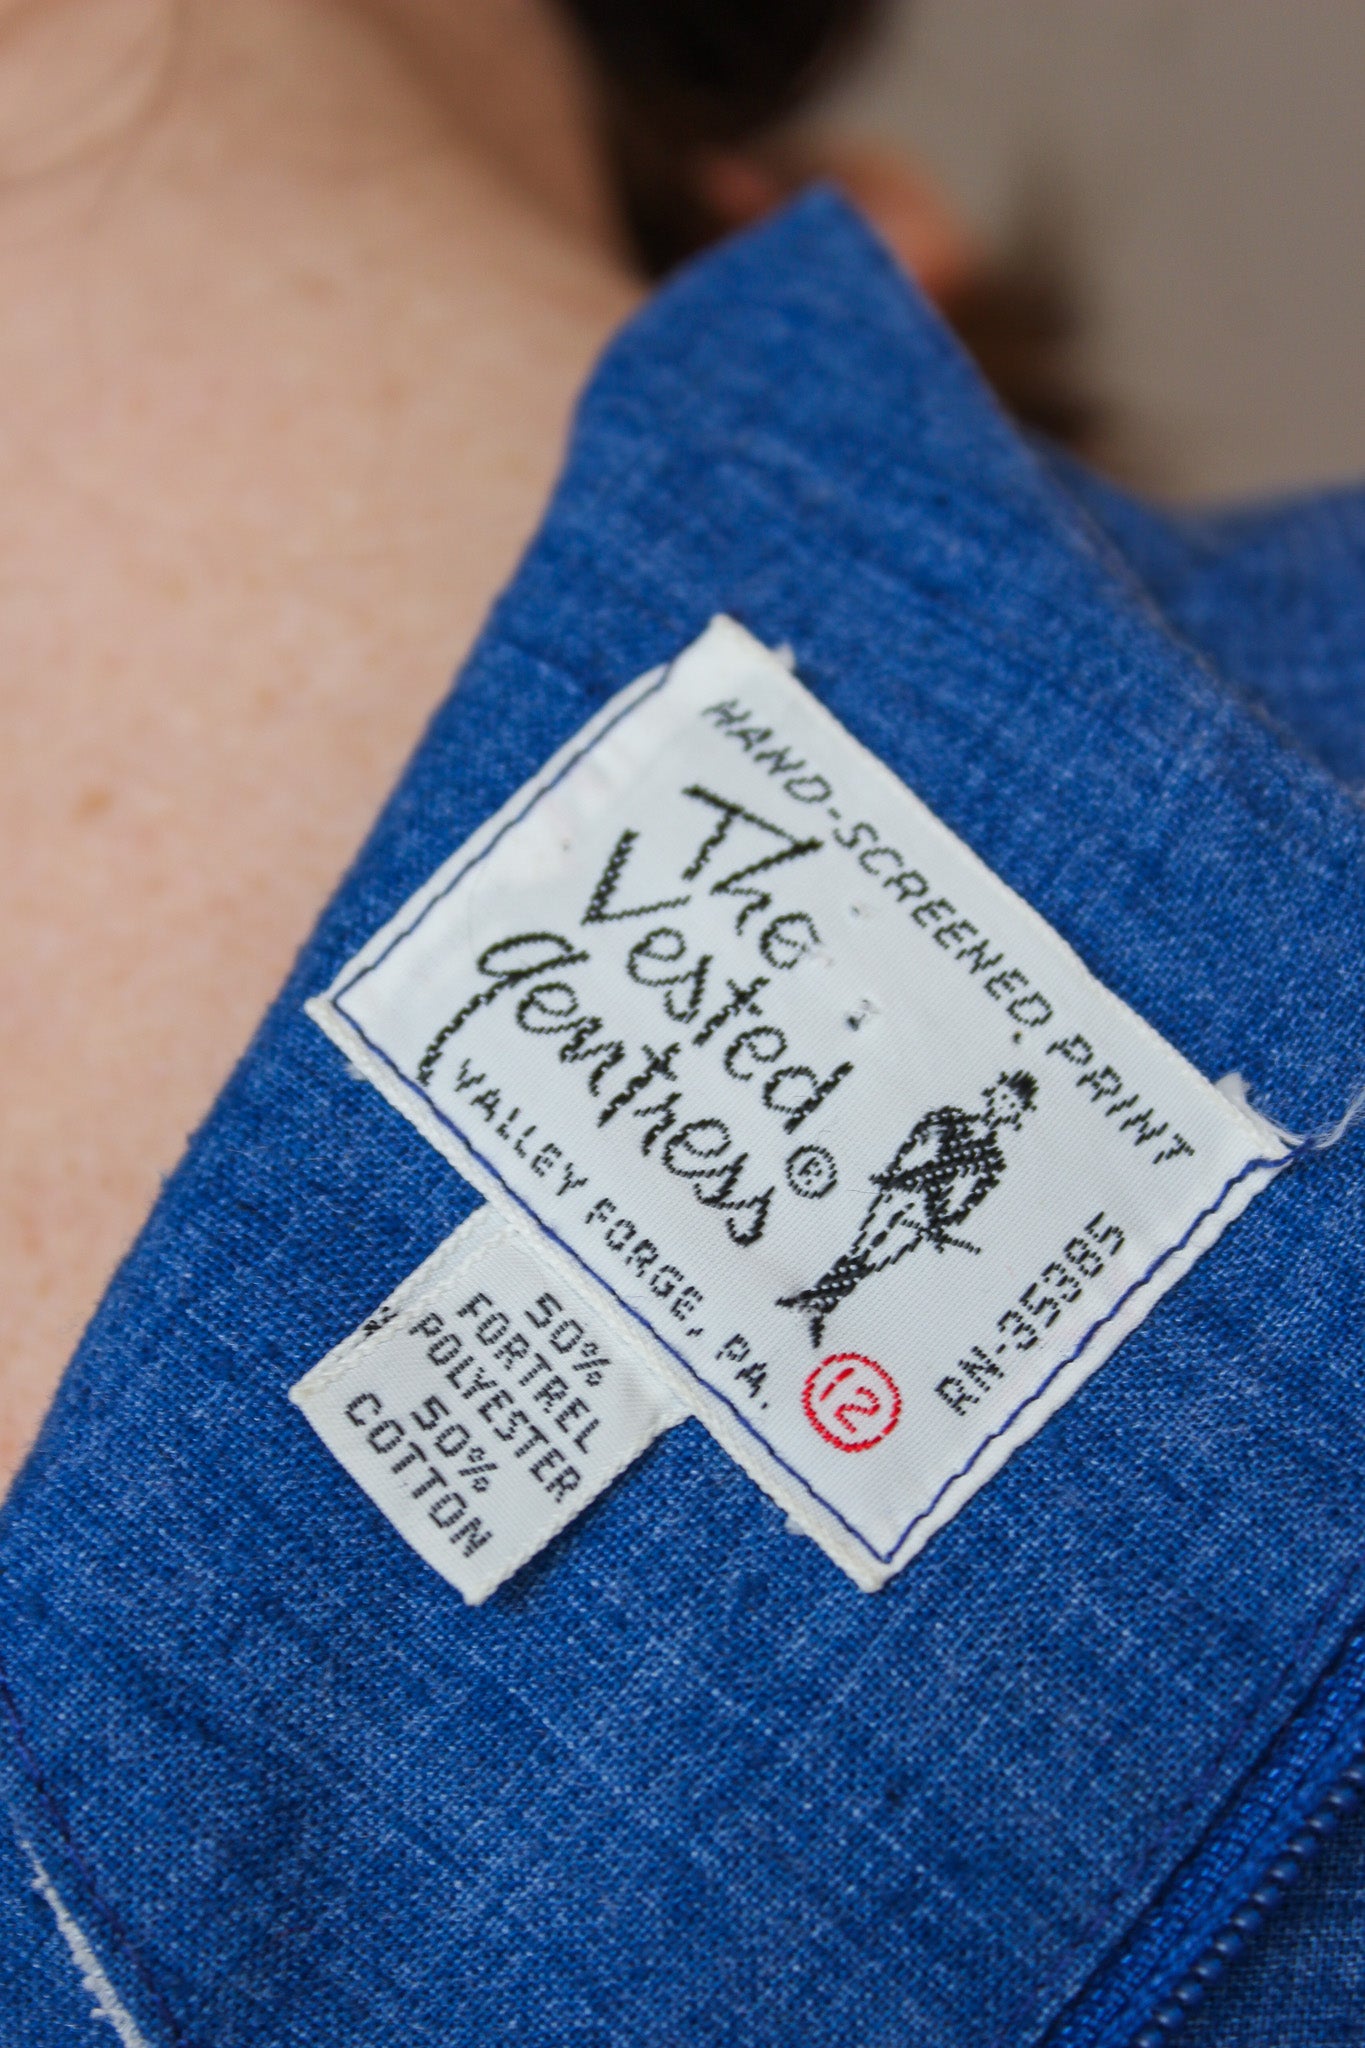 HAND-SCREENED PRINT
The
Vested
Gentress®
VALLEY FORGE, PA.
12
RN-35385
50%
FORTREL
POLYESTER
50%
COTTON